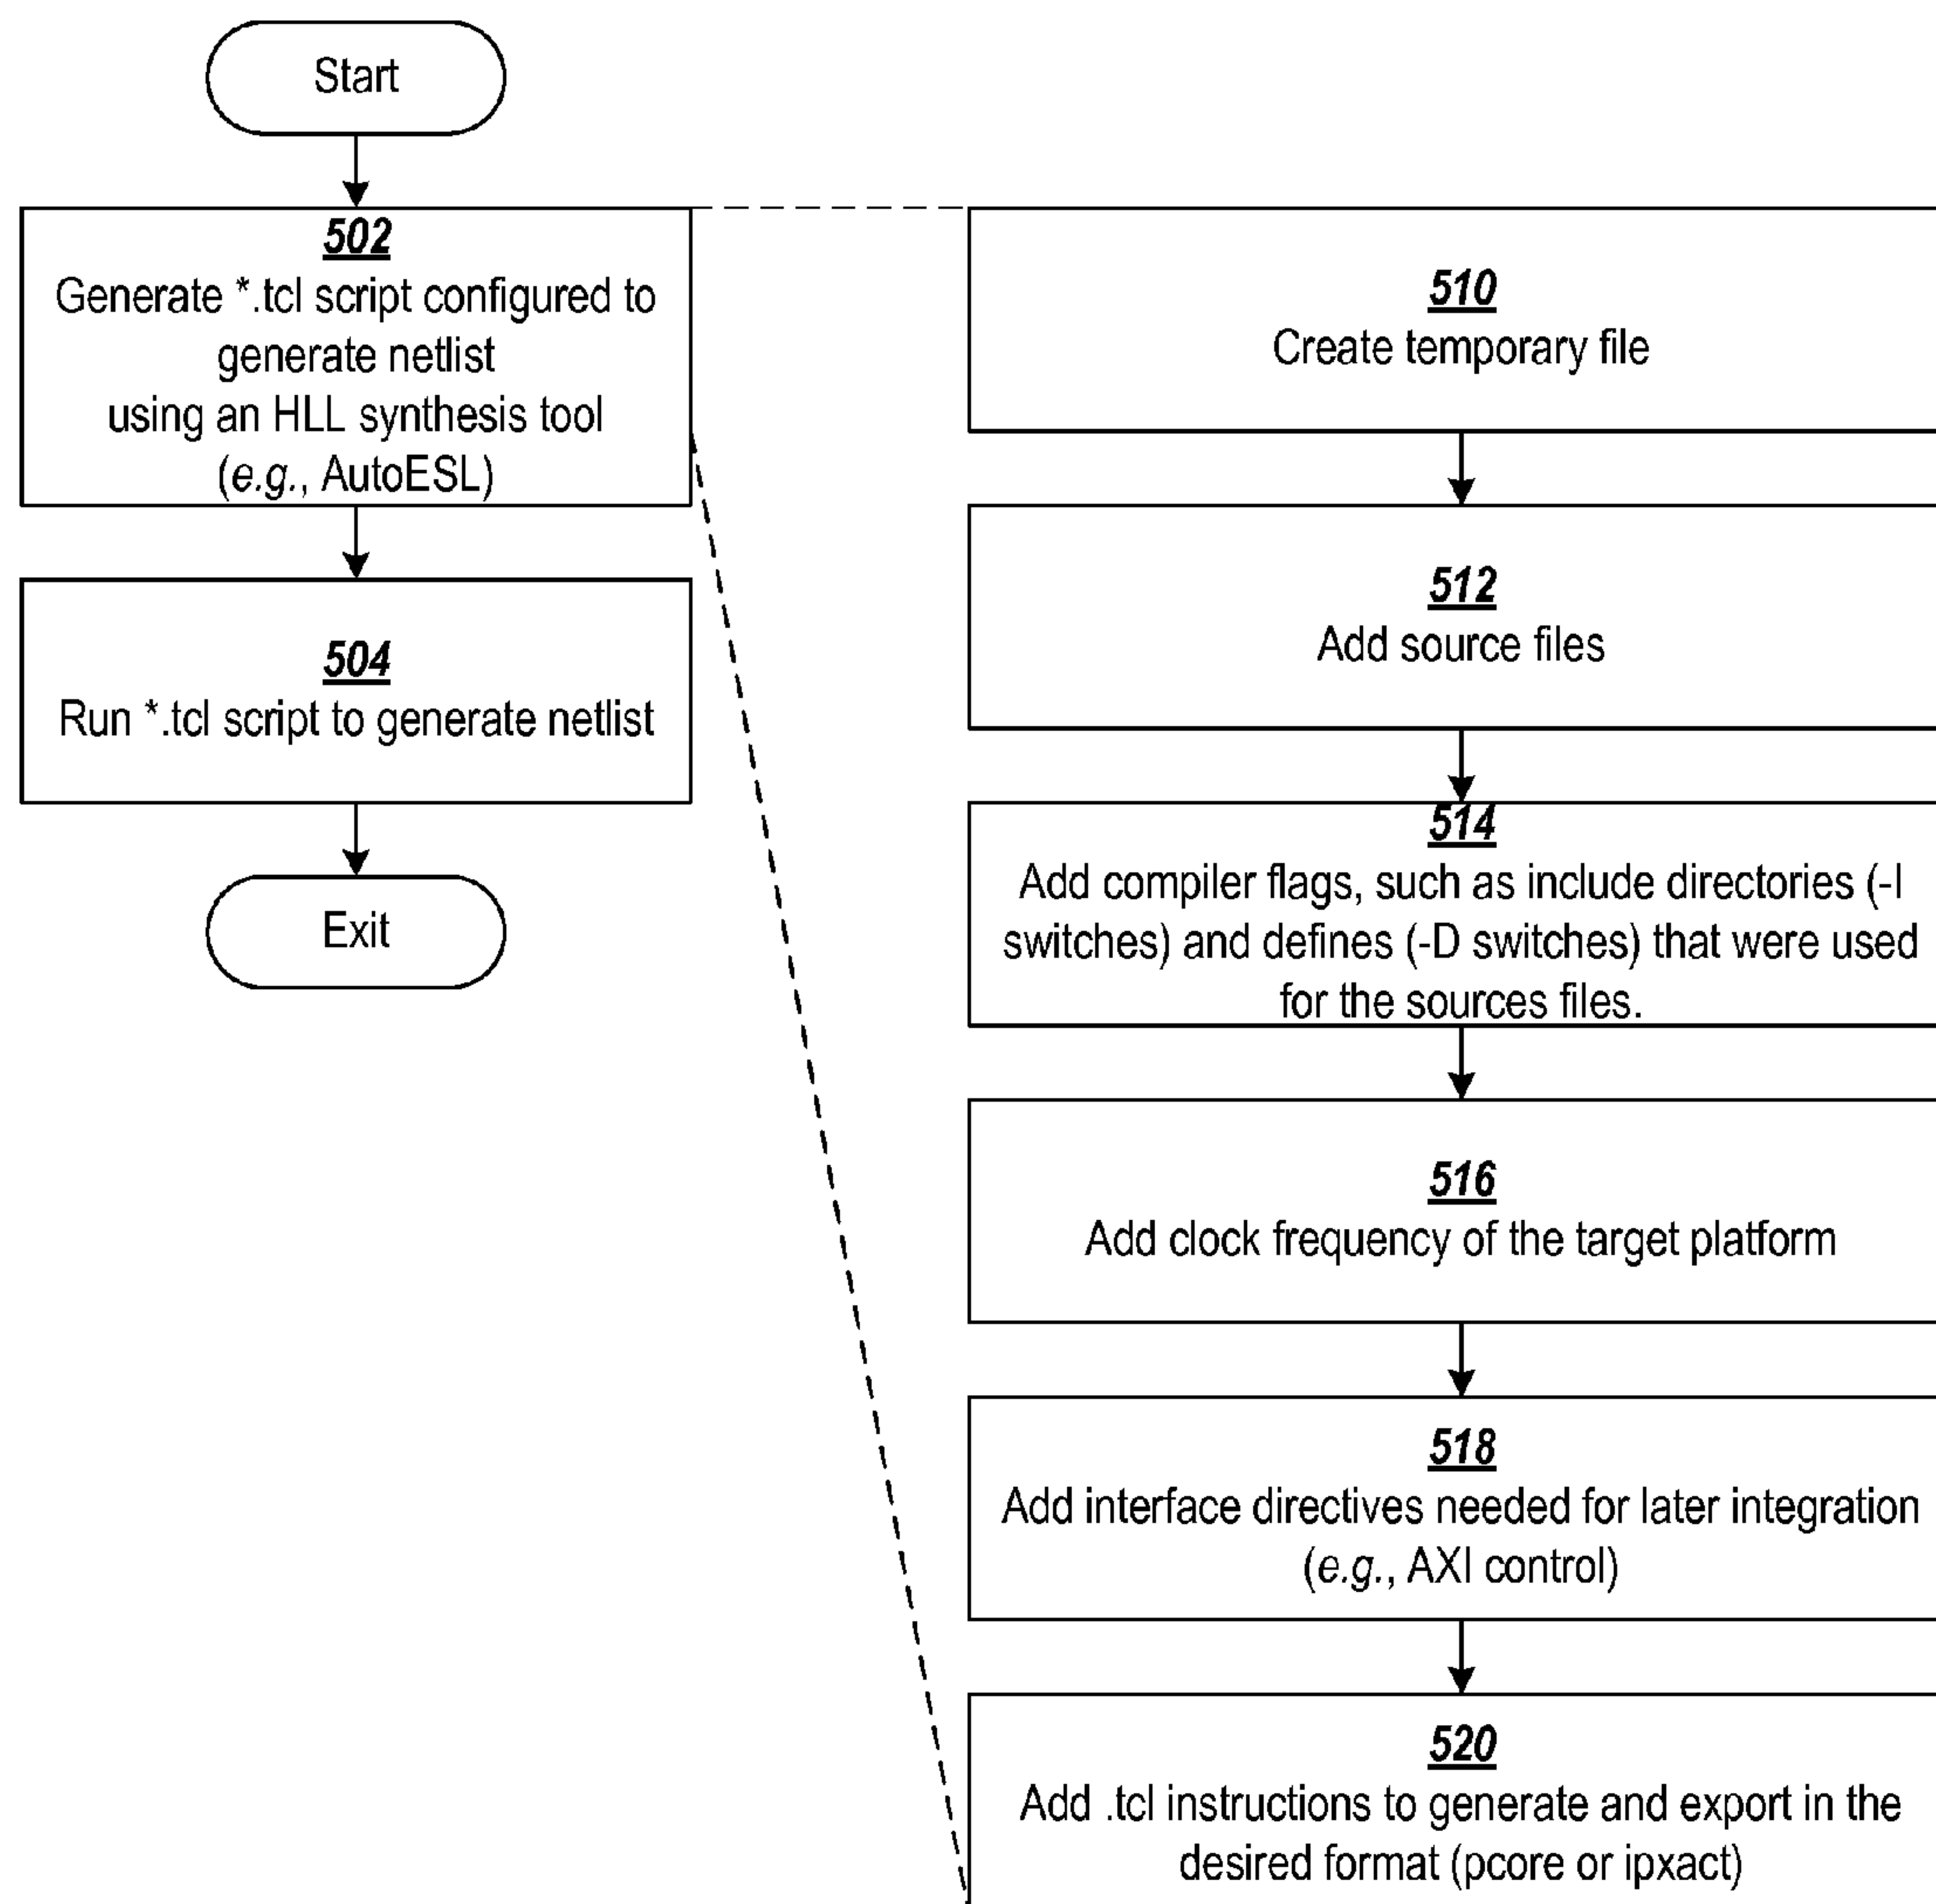 Start
502
Generate *.tcl script configured to
generate netlist
using an HLL synthesis tool
(e.g., AutoESL)
504
Run *.tcl script to generate netlist
Exit
510
Create temporary file
512
Add source files
514
Add compiler flags, such as include directories (-I
switches) and defines (-D switches) that were used
for the sources files.
516
Add clock frequency of the target platform
518
Add interface directives needed for later integration
(e.g., AXI control)
520
Add .tcl instructions to generate and export in the
desired format (pcore or ipxact)